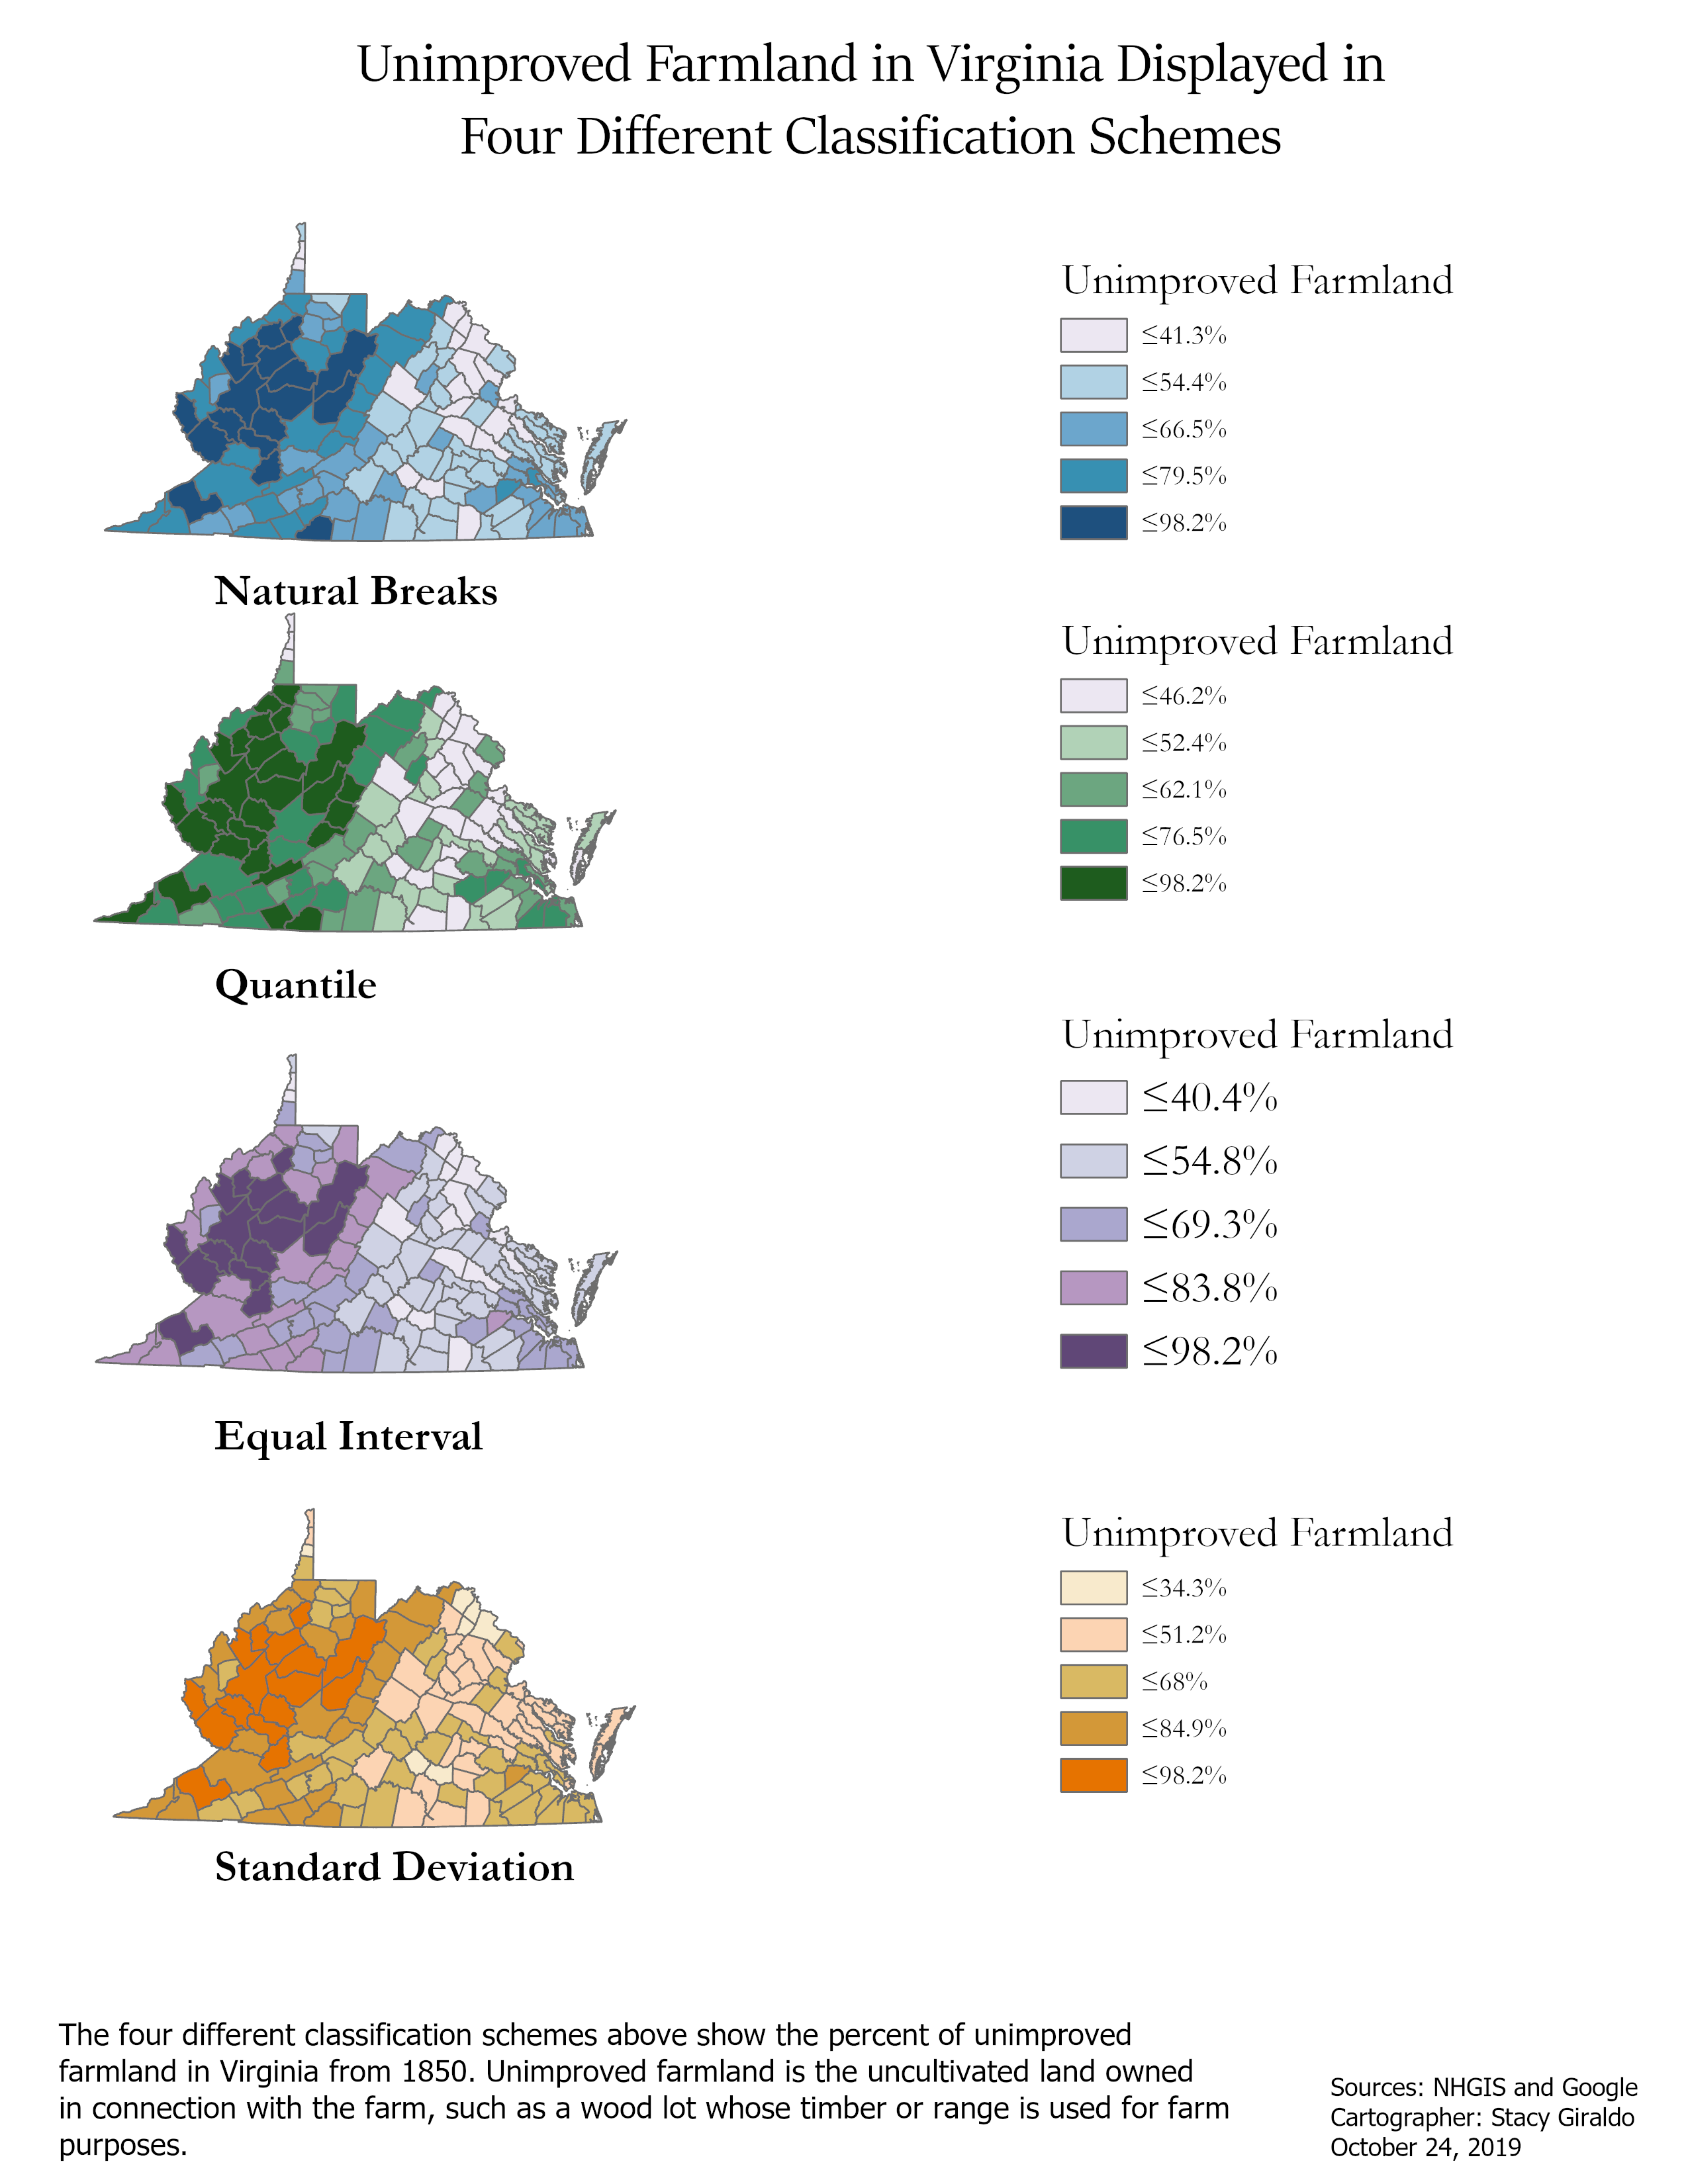 Unimproved Farmland in Virginia Displayed in
Four Different Classification Schemes
Unimproved Farmland
≤41.3%
≤54.4%
≤66.5%
≤79.5%
≤98.2%
Natural Breaks
Unimproved Farmland
≤46.2%
≤52.4%
≤62.1%
≤76.5%
≤98.2%
Quantile
Unimproved Farmland
≤40.4%
≤54.8%
≤69.3%
≤83.8%
≤98.2%
Equal Interval
Unimproved Farmland
≤34.3%
≤51.2%
≤68%
≤84.9%
≤98.2%
Standard Deviation
The four different classification schemes above show the percent of unimproved
farmland in Virginia from 1850. Unimproved farmland is the uncultivated land owned
in connection with the farm, such as a wood lot whose timber or range is used for farm
purposes.
Sources: NHGIS and Google
Cartographer: Stacy Giraldo
October 24, 2019